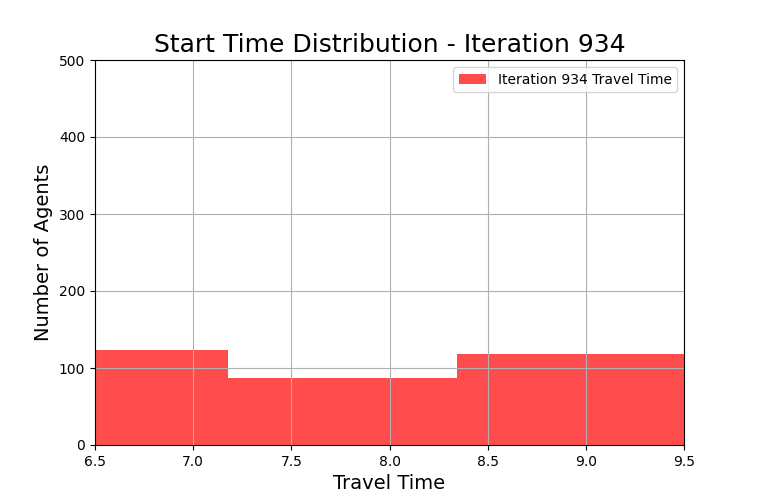 Start Time Distribution - Iteration 934
Iteration 934 Travel Time
Number of Agents
500
400
300
200
100
0
6.5 7.0 7.5 8.0 8.5 9.0 9.5
Travel Time